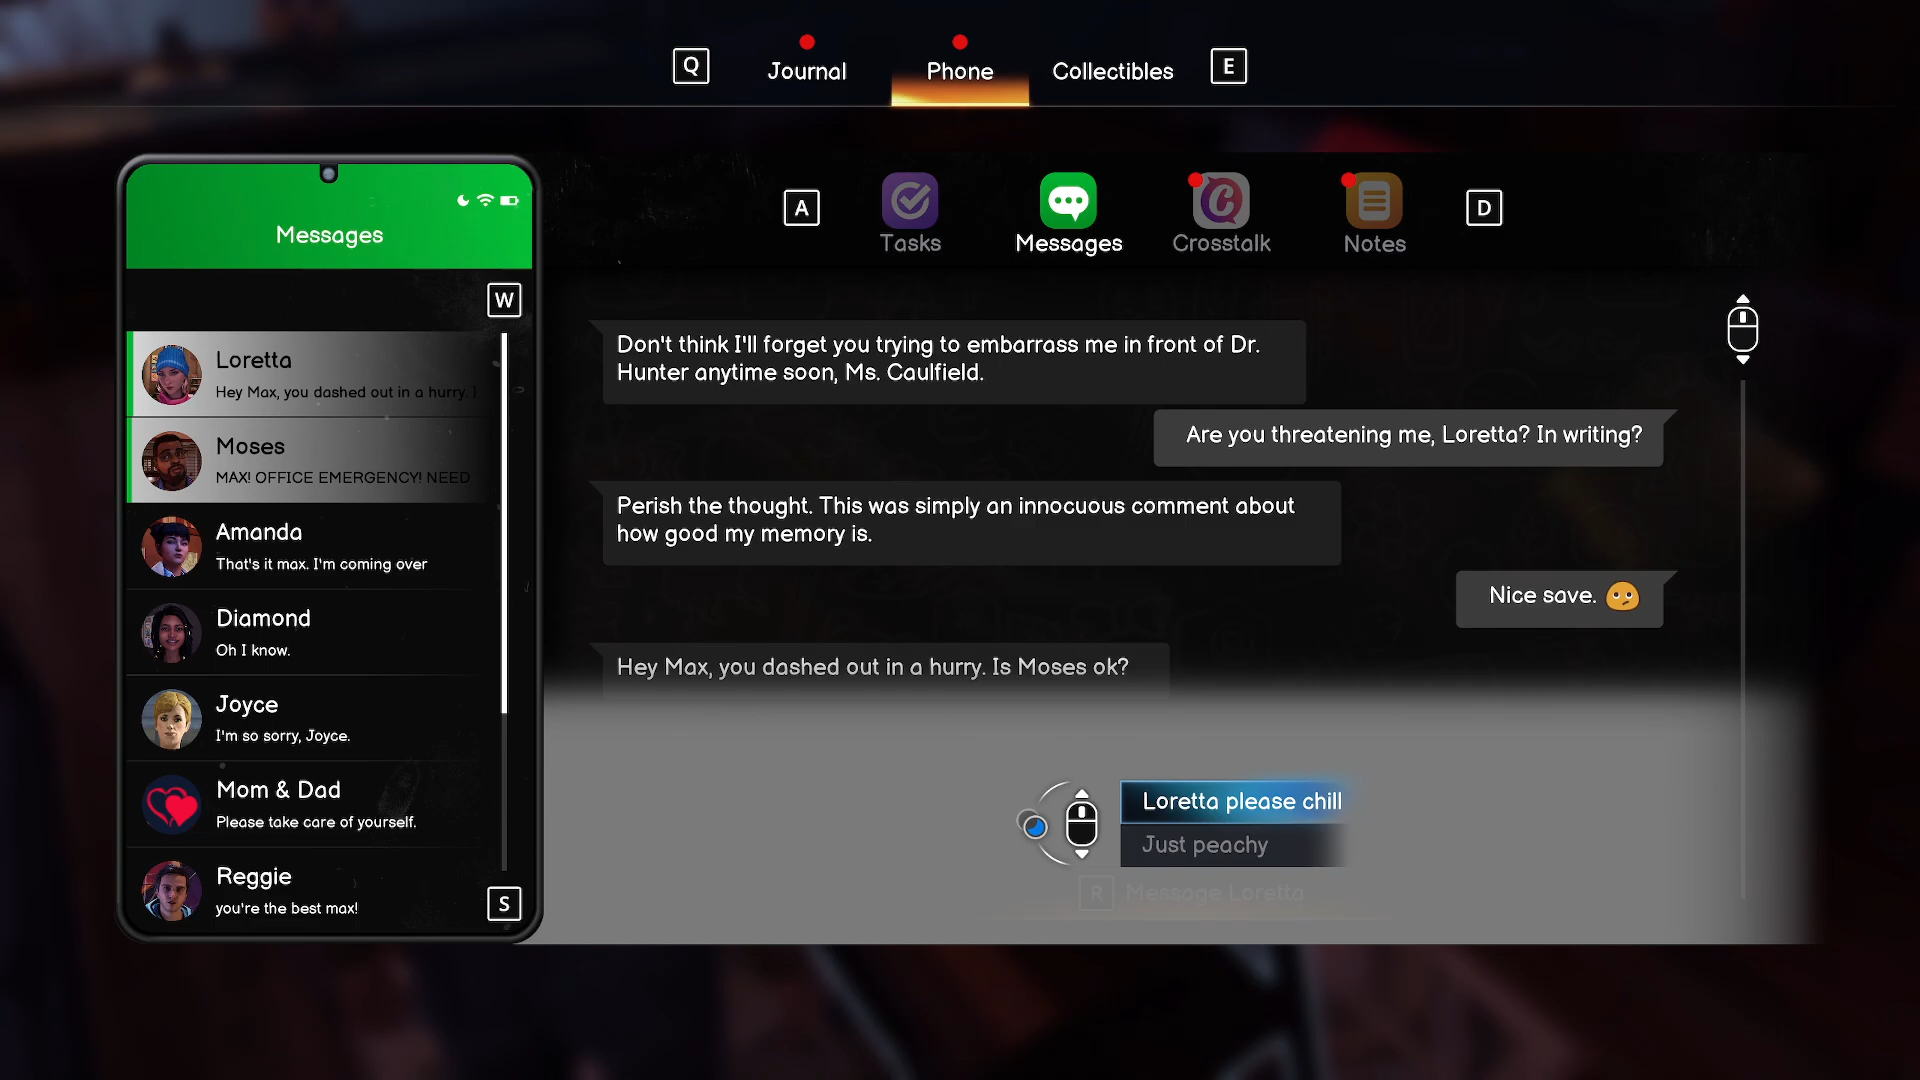 Q
Journal
Phone
Collectibles
E
Messages
A
Tasks
Messages
Crosstalk
Notes
D
W
Loretta
Hey Max, you dashed out in a hurry. I
Moses
MAX! OFFICE EMERGENCY! NEED
Amanda
That's it max. I'm coming over
Diamond
Oh I know.
Joyce
I'm so sorry, Joyce.
Mom & Dad
Please take care of yourself.
Reggie
you're the best max!
S
Don't think I'll forget you trying to embarrass me in front of Dr.
Hunter anytime soon, Ms. Caulfield.
Are you threatening me, Loretta? In writing?
Perish the thought. This was simply an innocuous comment about
how good my memory is.
Nice save. 🫤
Hey Max, you dashed out in a hurry. Is Moses ok?
Loretta please chill
Just peachy
R
Message Loretta